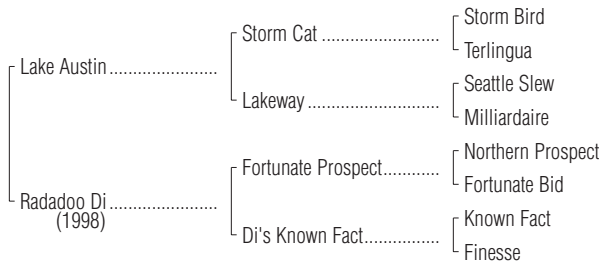 Storm Bird
Storm Cat
Terlingua
Lake Austin
Seattle Slew
Lakeway
Milliardaire
Northern Prospect
Fortunate Prospect
Fortunate Bid
Radadoo Di
(1998)
Known Fact
Di's Known Fact
Finesse